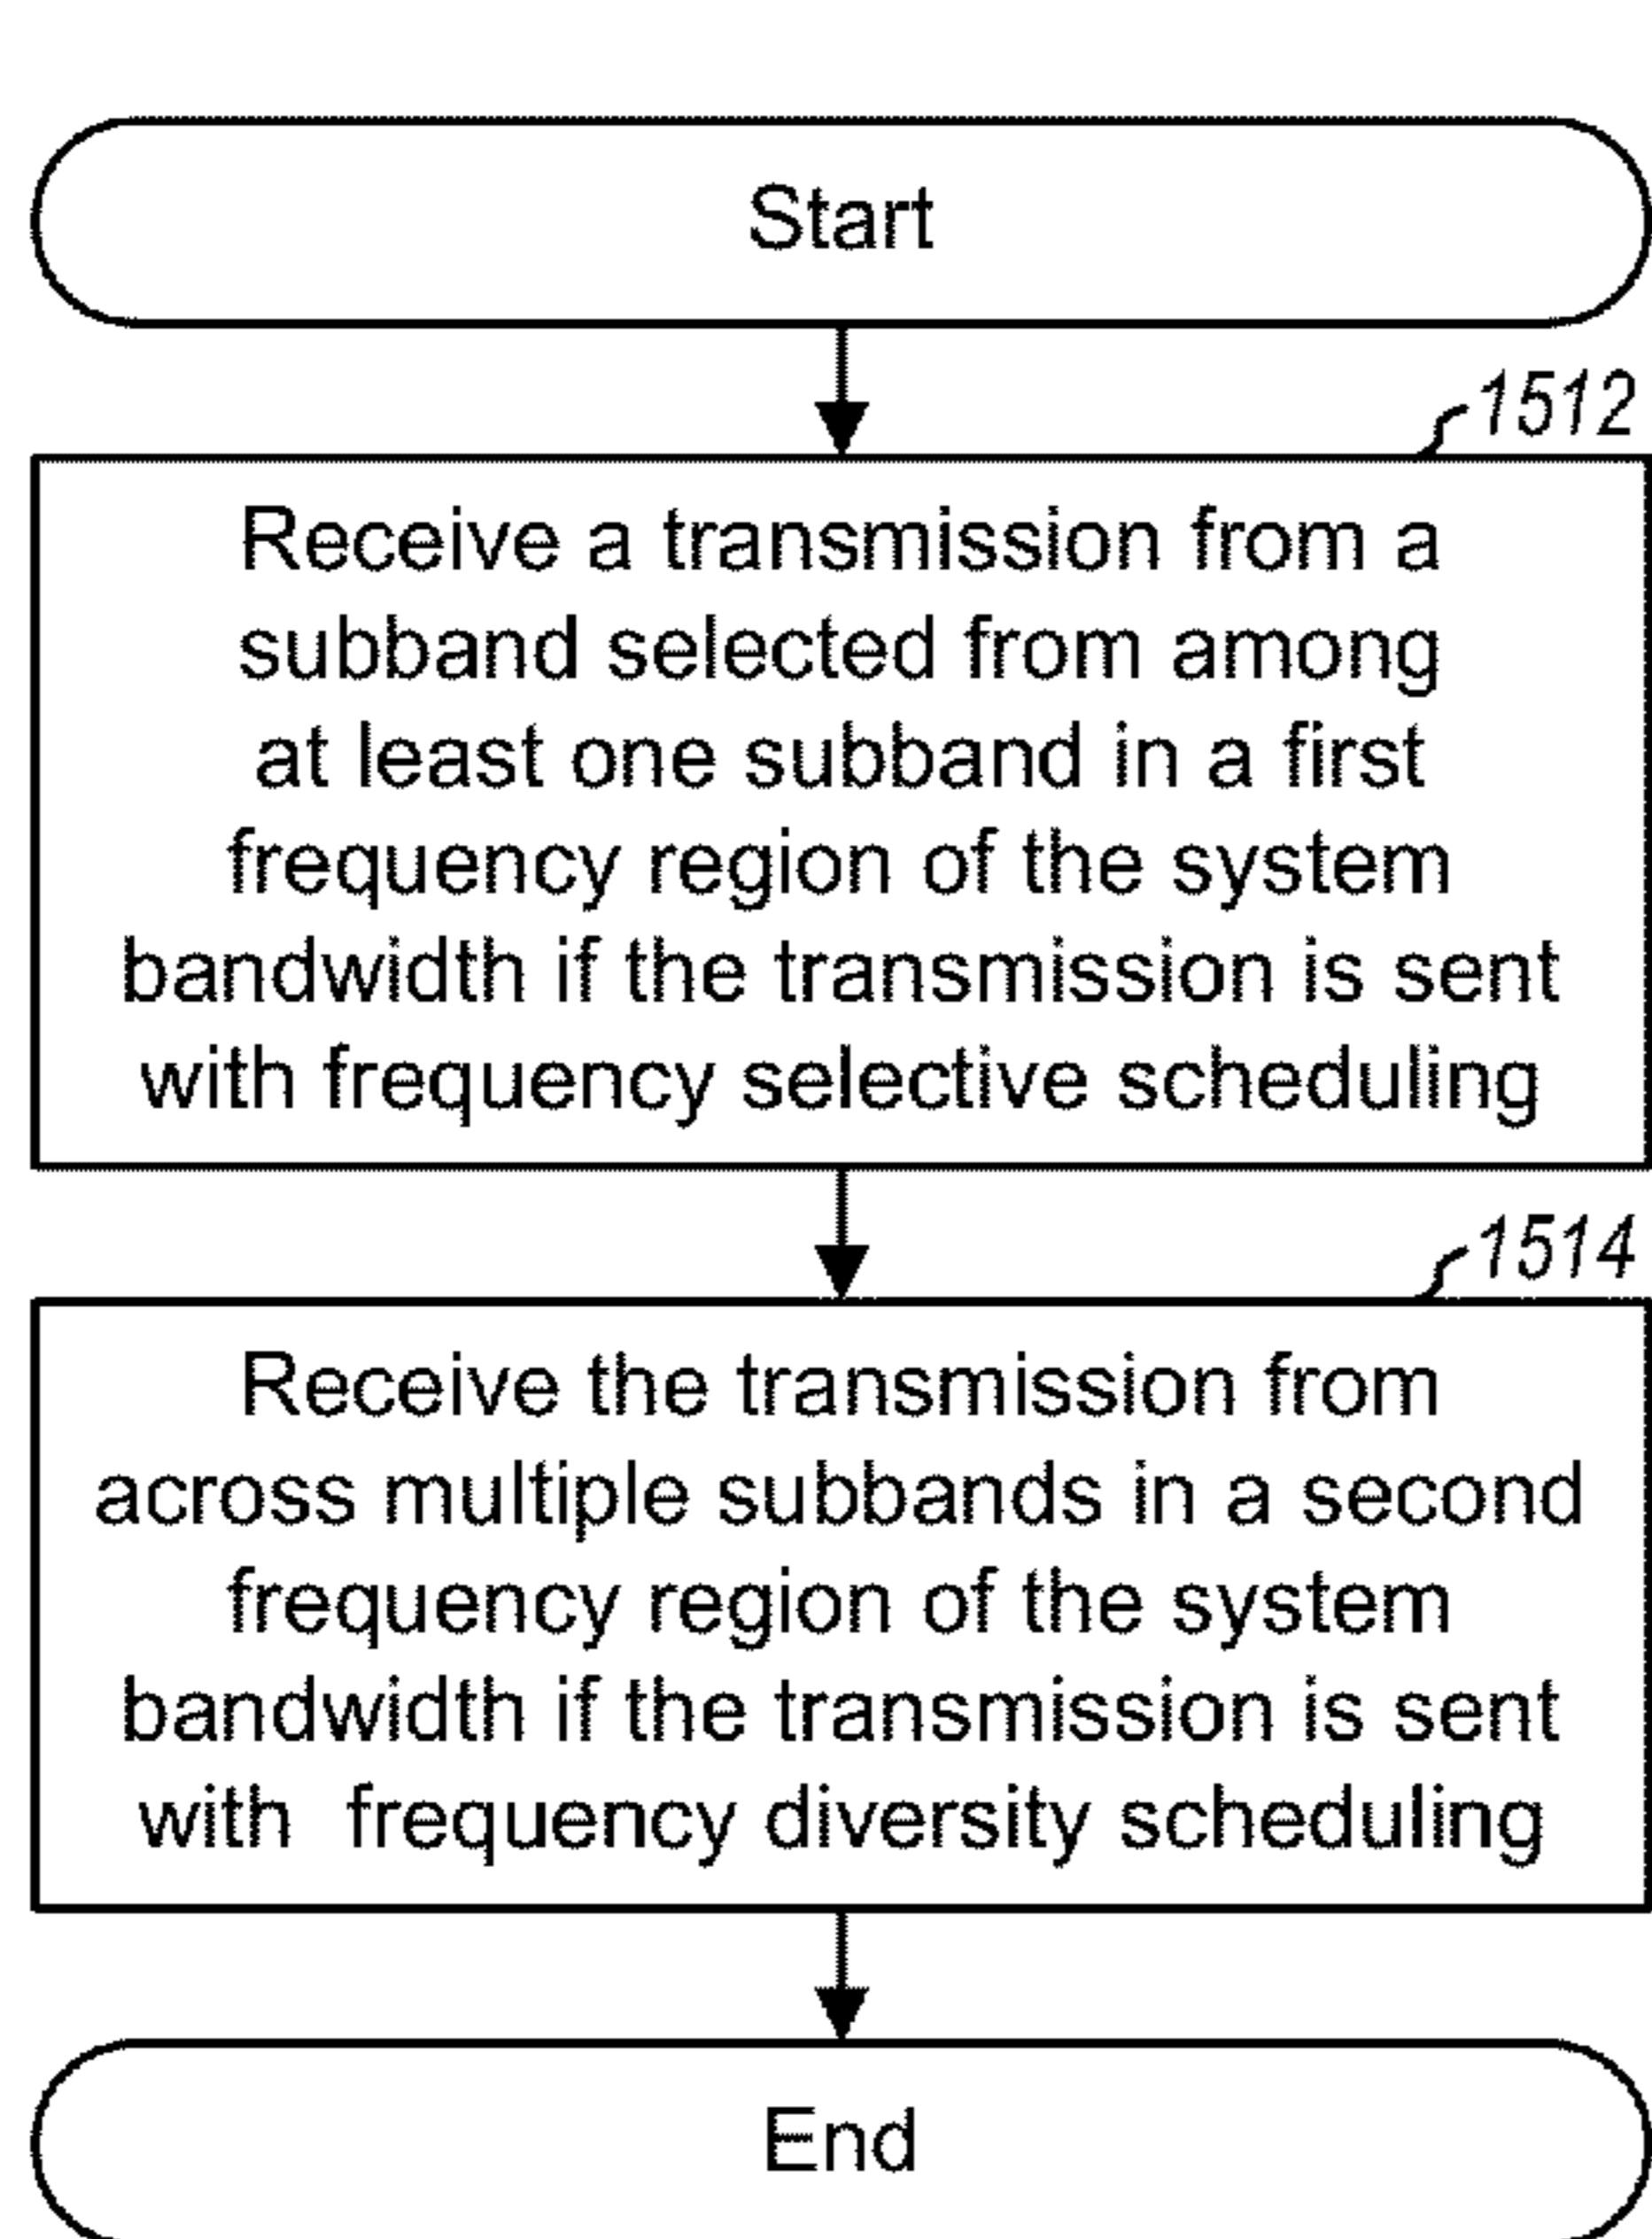 Start
1512
Receive a transmission from a
subband selected from among
at least one subband in a first
frequency region of the system
bandwidth if the transmission is sent
with frequency selective scheduling
1514
Receive the transmission from
across multiple subbands in a second
frequency region of the system
bandwidth if the transmission is sent
with frequency diversity scheduling
End